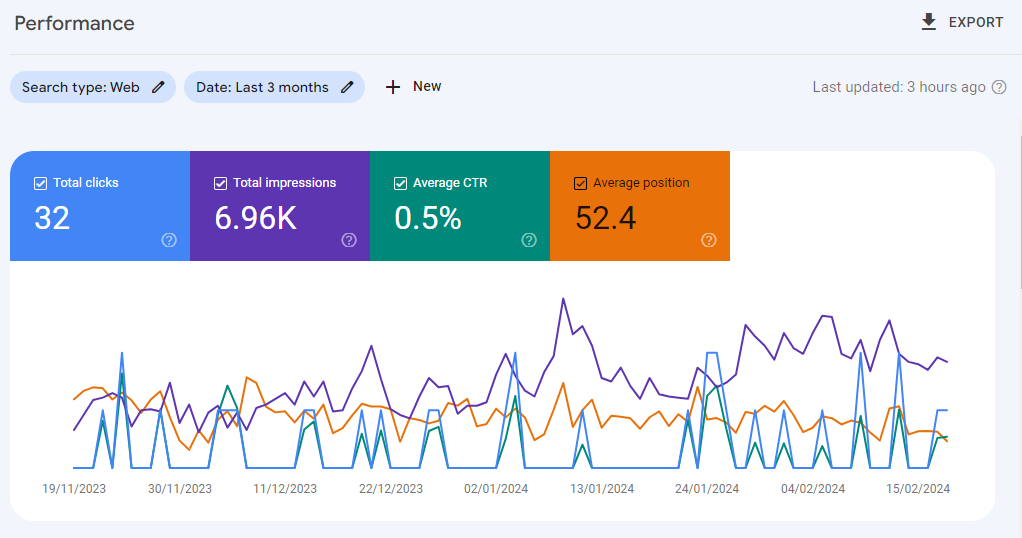 Performance
EXPORT
Search type: Web
Date: Last 3 months
New
Last updated: 3 hours ago
Total clicks
32
Total impressions
6.96K
Average CTR
0.5%
Average position
52.4
19/11/2023
30/11/2023
11/12/2023
22/12/2023
02/01/2024
13/01/2024
24/01/2024
04/02/2024
15/02/2024